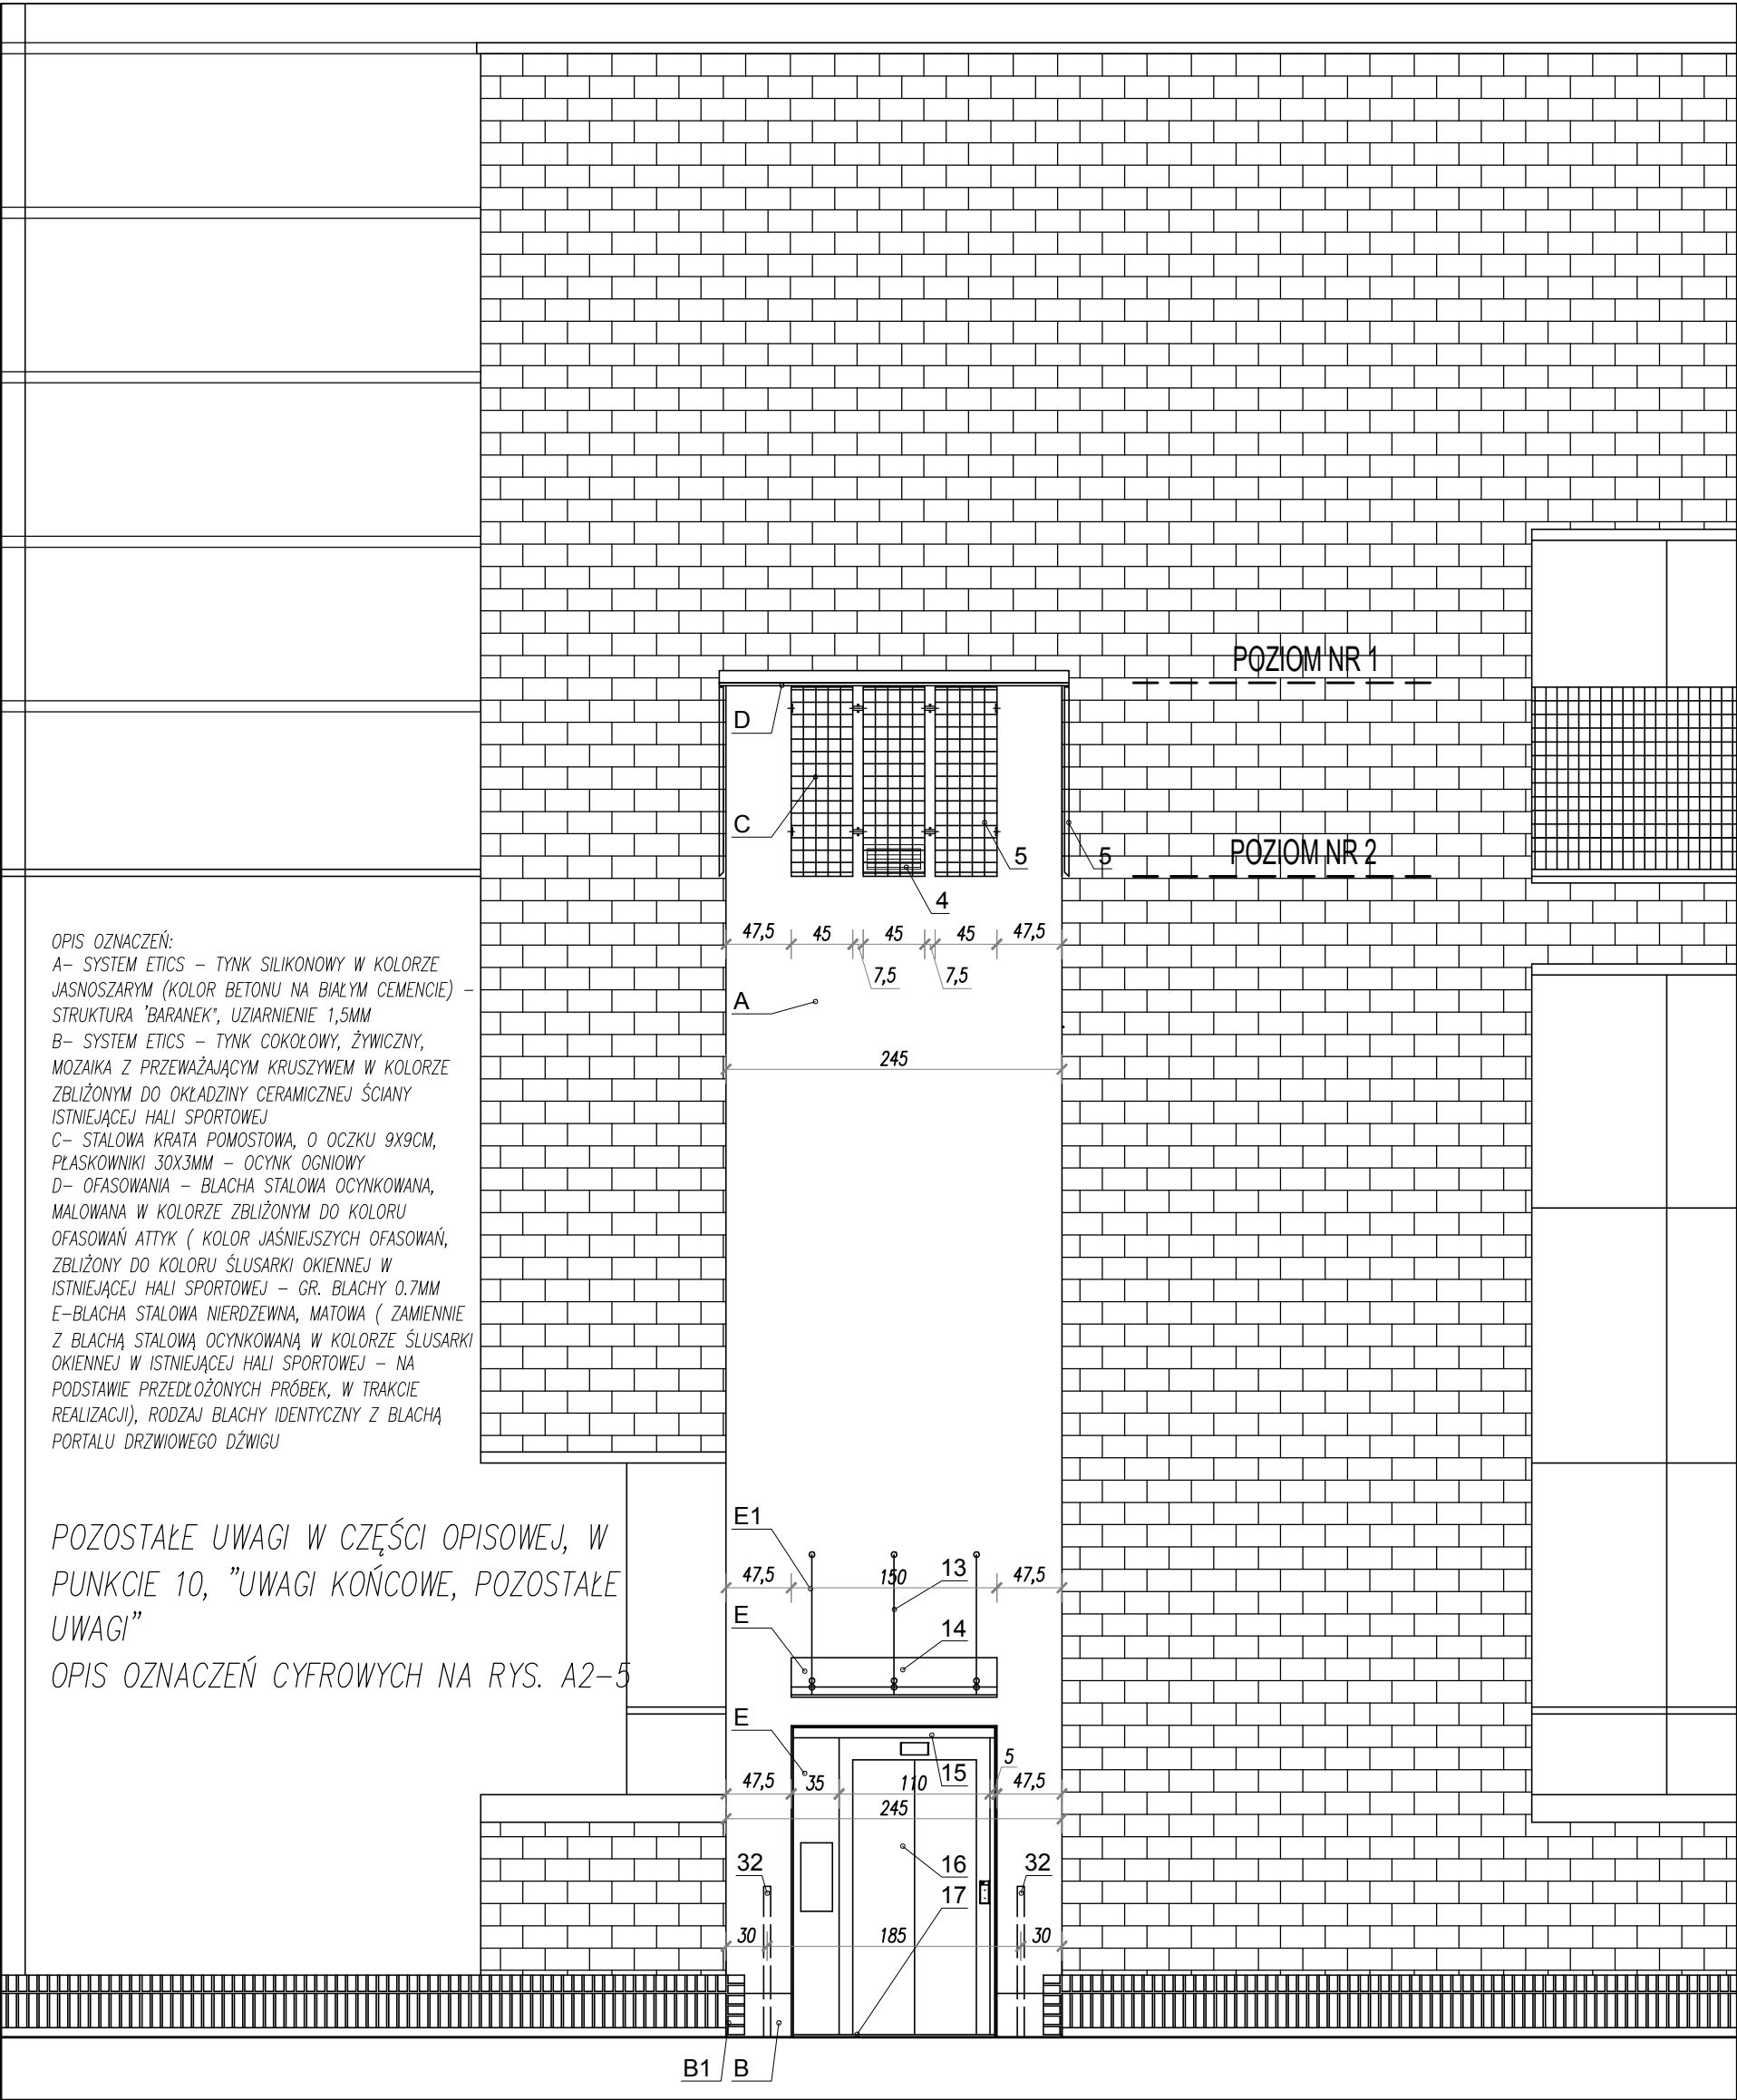 POZIOM NR 1
D
C
5
5
POZIOM NR 2
4
47,5 45 45 45 47,5
7,5 7,5
A
245
OPIS OZNACZEŃ:
A- SYSTEM ETICS - TYNK SILIKONOWY W KOLORZE
JASNOSZARYM (KOLOR BETONU NA BIAŁYM CEMENCIE) -
STRUKTURA 'BARANEK", UZIARNIENIE 1,5MM
B- SYSTEM ETICS - TYNK COKOŁOWY, ŻYWICZNY,
MOZAIKA Z PRZEWAŻAJĄCYM KRUSZYWEM W KOLORZE
ZBLIŻONYM DO OKŁADZINY CERAMICZNEJ ŚCIANY
ISTNIEJĄCEJ HALI SPORTOWEJ
C- STALOWA KRATA POMOSTOWA, O OCZKU 9X9CM,
PŁASKOWNIKI 30X3MM - OCYNK OGNIOWY
D- OFASOWANIA - BLACHA STALOWA OCYNKOWANA,
MALOWANA W KOLORZE ZBLIŻONYM DO KOLORU
OFASOWAŃ ATTYK ( KOLOR JAŚNIEJSZYCH OFASOWAŃ,
ZBLIŻONY DO KOLORU ŚLUSARKI OKIENNEJ W
ISTNIEJĄCEJ HALI SPORTOWEJ - GR. BLACHY 0.7MM
E-BLACHA STALOWA NIERDZEWNA, MATOWA ( ZAMIENNIE
Z BLACHĄ STALOWĄ OCYNKOWANĄ W KOLORZE ŚLUSARKI
OKIENNEJ W ISTNIEJĄCEJ HALI SPORTOWEJ - NA
PODSTAWIE PRZEDŁOŻONYCH PRÓBEK, W TRAKCIE
REALIZACJI), RODZAJ BLACHY IDENTYCZNY Z BLACHĄ
PORTALU DRZWIOWEGO DŹWIGU
POZOSTAŁE UWAGI W CZĘŚCI OPISOWEJ, W
PUNKCIE 10, "UWAGI KOŃCOWE, POZOSTAŁE
UWAGI"
OPIS OZNACZEŃ CYFROWYCH NA RYS. A2-5
E1
13
47,5 150 47,5
E
14
E
15
5
47,5 35 110 47,5
245
32
16
32
17
30 185 30
B1 B